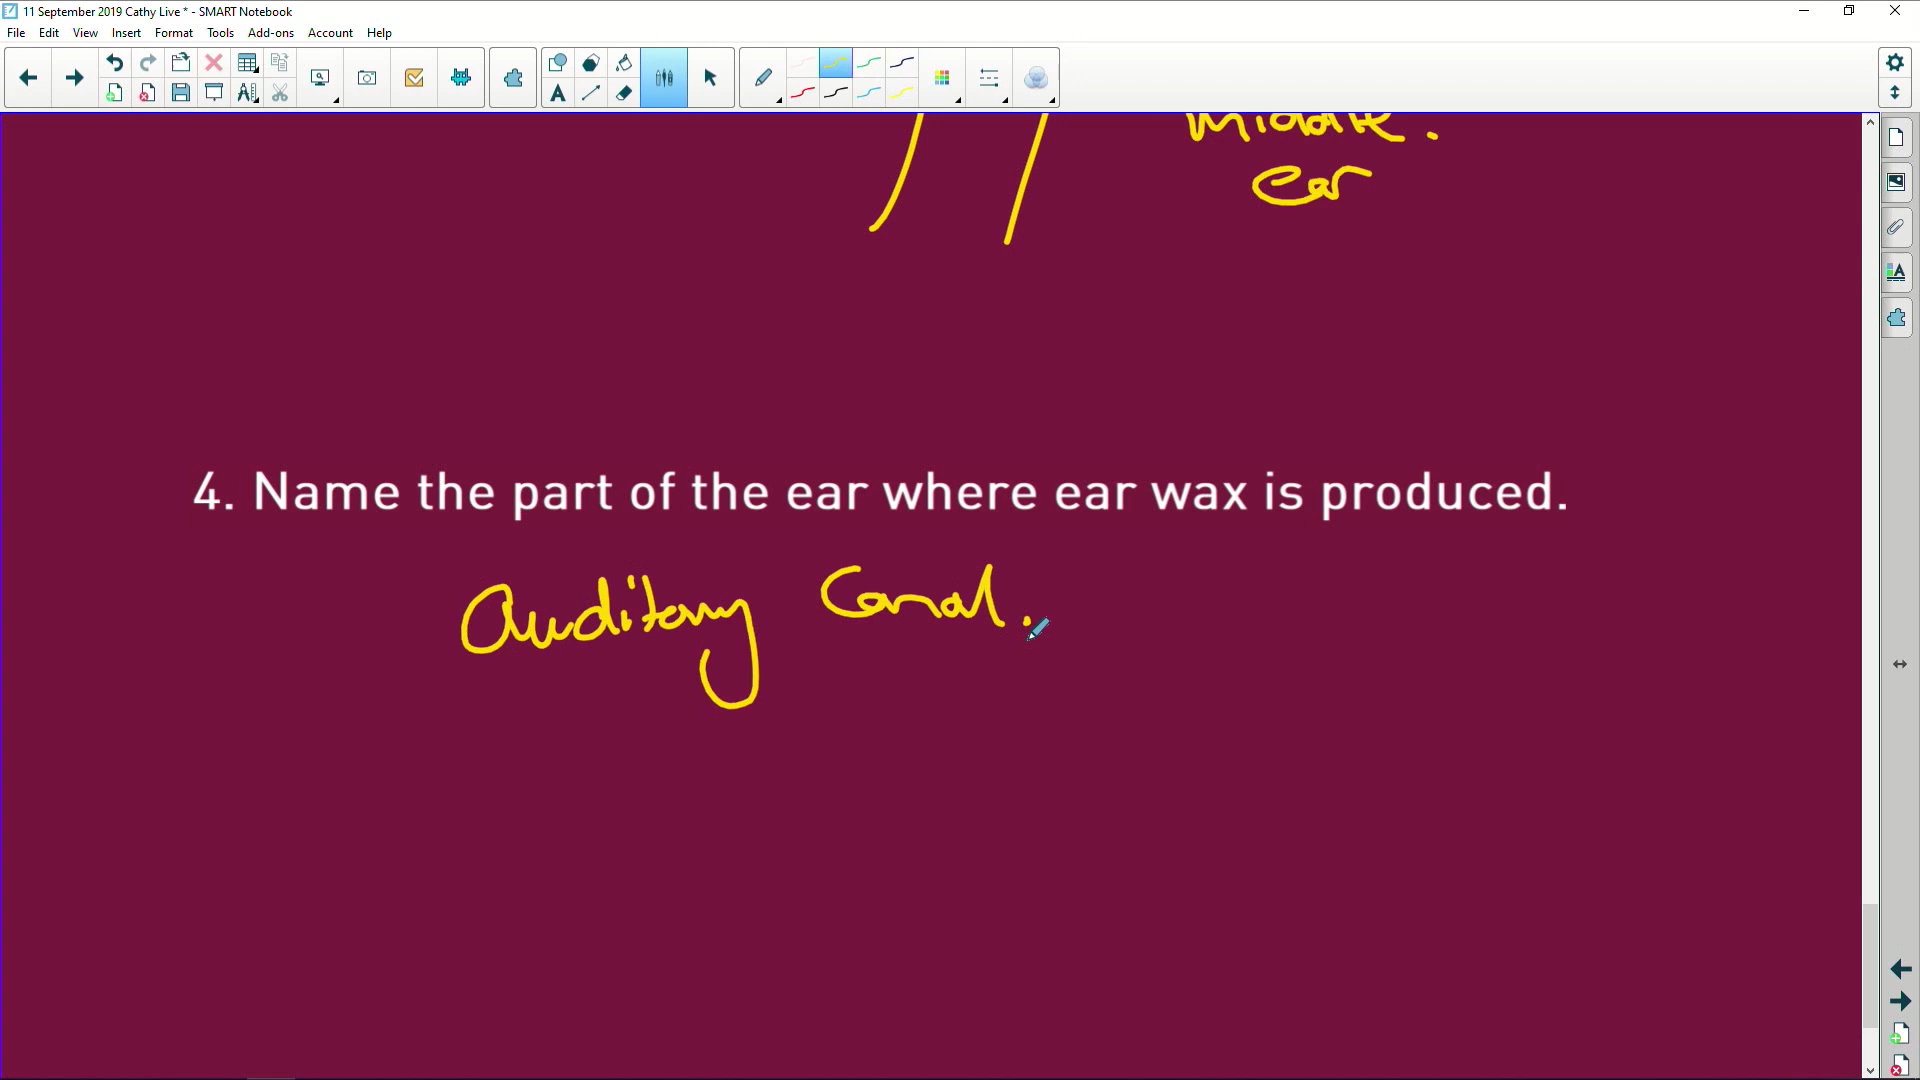 11 September 2019 Cathy Live * - SMART Notebook
File Edit View Insert Format Tools Add-ons Account Help
Middle.
ear
4. Name the part of the ear where ear wax is produced.
Auditory Canal.